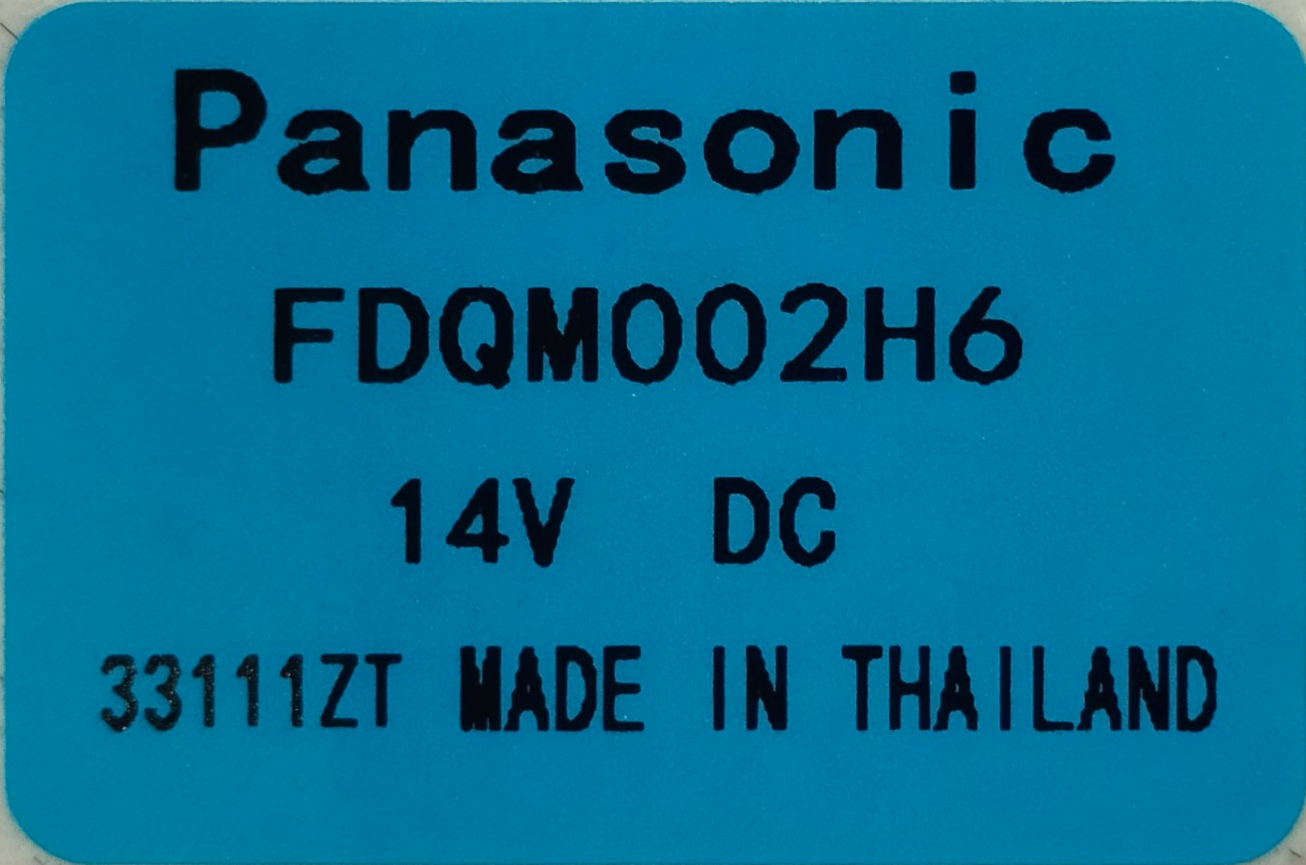 Panasonic
FDQM002H6
14V DC
33111ZT MADE IN THAILAND